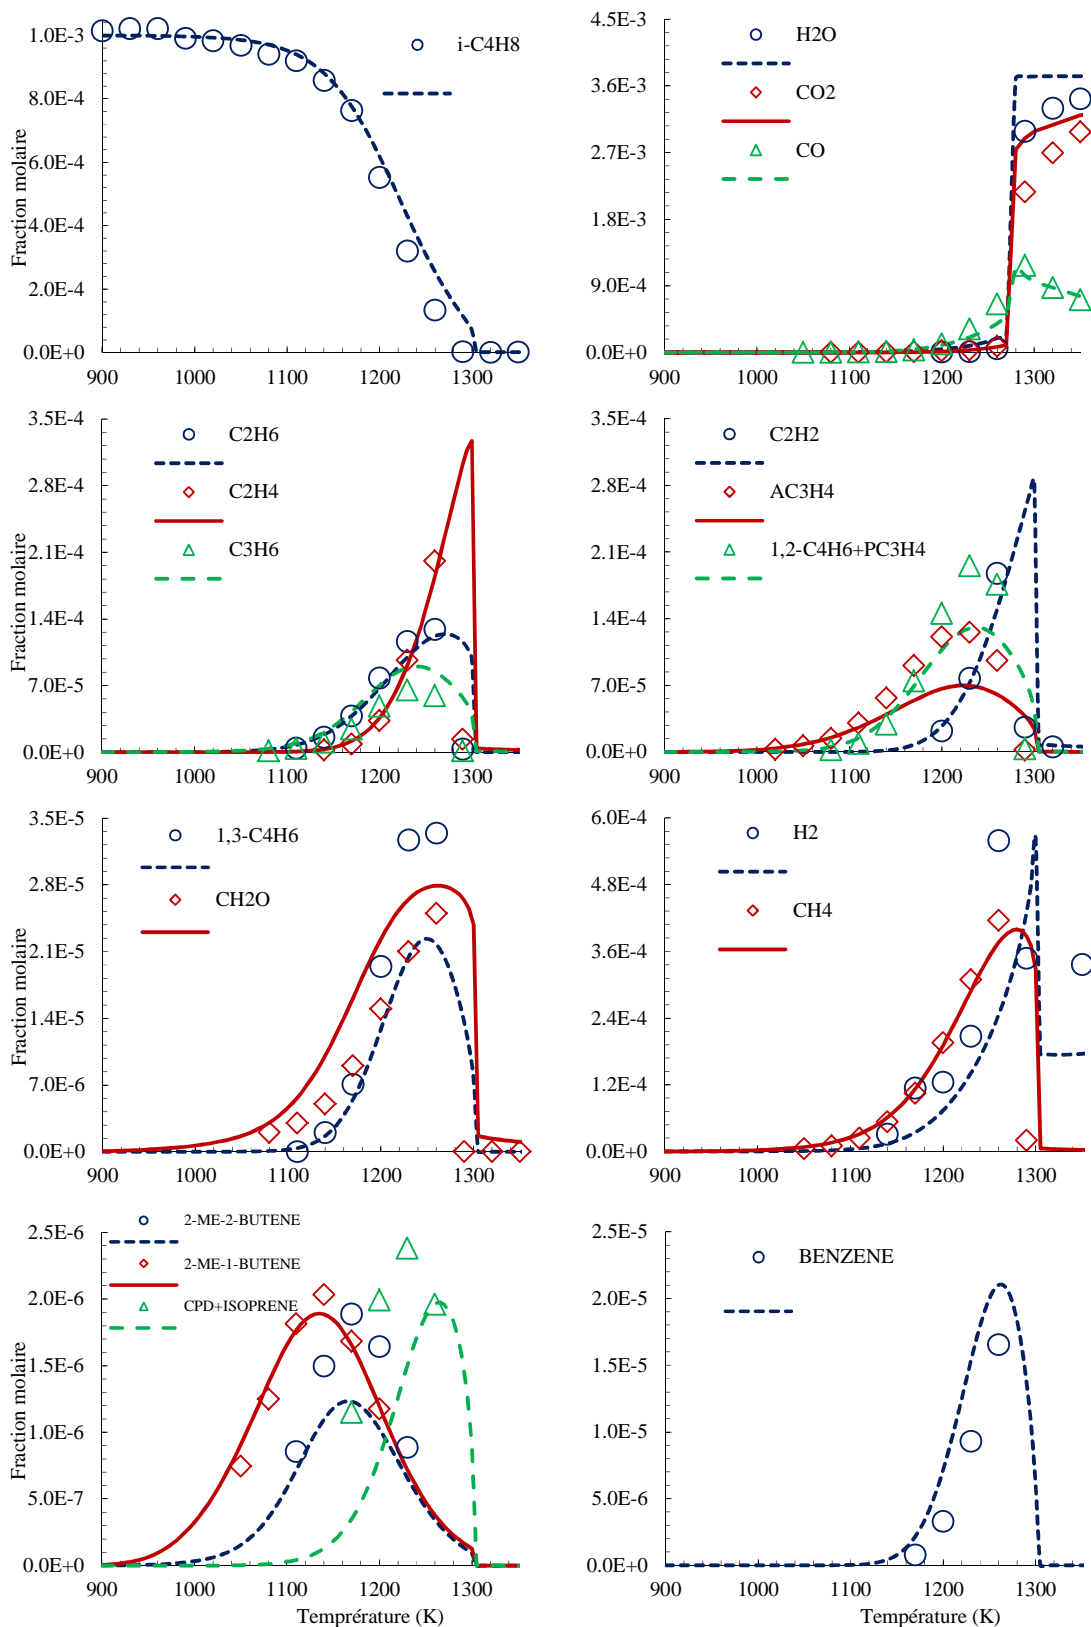 1.0E-3
8.0E-4
6.0E-4
4.0E-4
2.0E-4
0.0E+0
Fraction molaire
i-C4H8
900 1000 1100 1200 1300
4.5E-3
3.6E-3
2.7E-3
1.8E-3
9.0E-4
0.0E+0
H2O
CO2
CO
900 1000 1100 1200 1300
3.5E-4
2.8E-4
2.1E-4
1.4E-4
7.0E-5
0.0E+0
Fraction molaire
C2H6
C2H4
C3H6
900 1000 1100 1200 1300
3.5E-4
2.8E-4
2.1E-4
1.4E-4
7.0E-5
0.0E+0
C2H2
AC3H4
1,2-C4H6+PC3H4
900 1000 1100 1200 1300
3.5E-5
2.8E-5
2.1E-5
1.4E-5
7.0E-6
0.0E+0
Fraction molaire
1,3-C4H6
CH2O
900 1000 1100 1200 1300
6.0E-4
4.8E-4
3.6E-4
2.4E-4
1.2E-4
0.0E+0
H2
CH4
900 1000 1100 1200 1300
2.5E-6
2.0E-6
1.5E-6
1.0E-6
5.0E-7
0.0E+0
Fraction molaire
2-ME-2-BUTENE
2-ME-1-BUTENE
CPD+ISOPRENE
900 1000 1100 1200 1300
Temprérature (K)
2.5E-5
2.0E-5
1.5E-5
1.0E-5
5.0E-6
0.0E+0
BENZENE
900 1000 1100 1200 1300
Température (K)